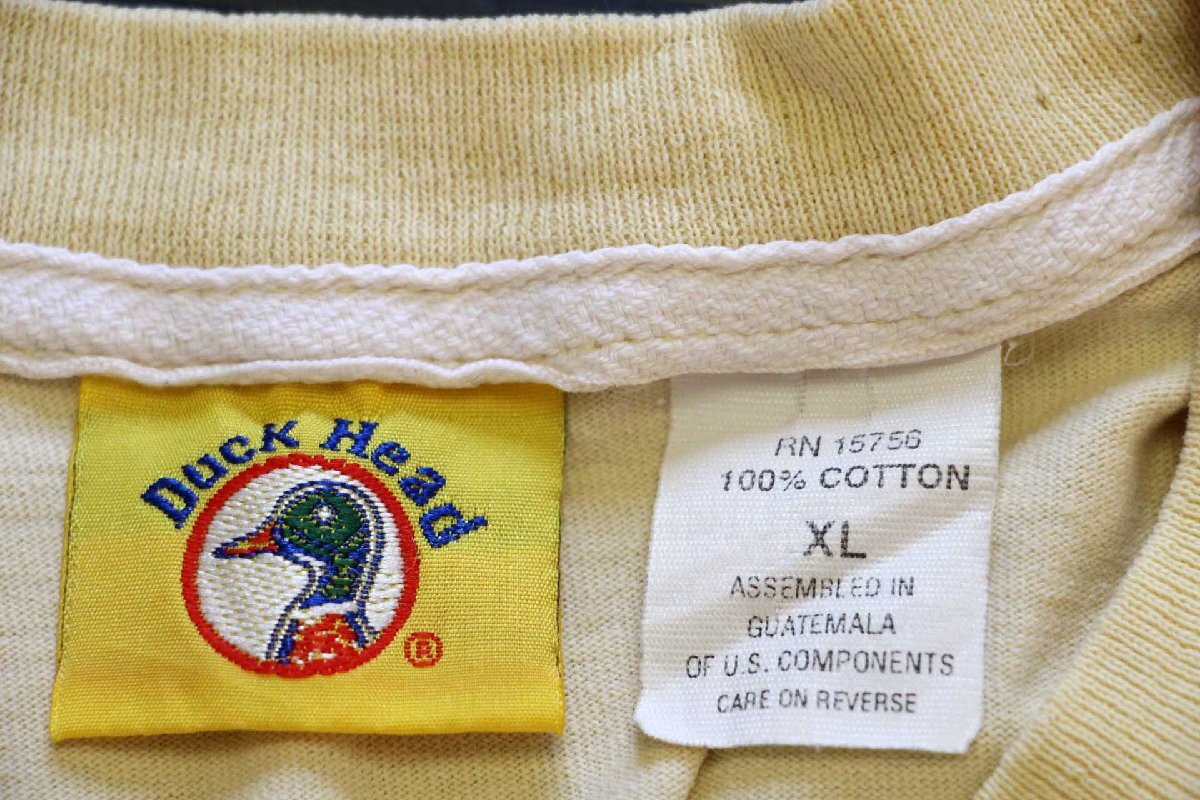 Duck Head
®
RN 15756
100% COTTON
XL
ASSEMBLED IN
GUATEMALA
OF U.S. COMPONENTS
CARE ON REVERSE